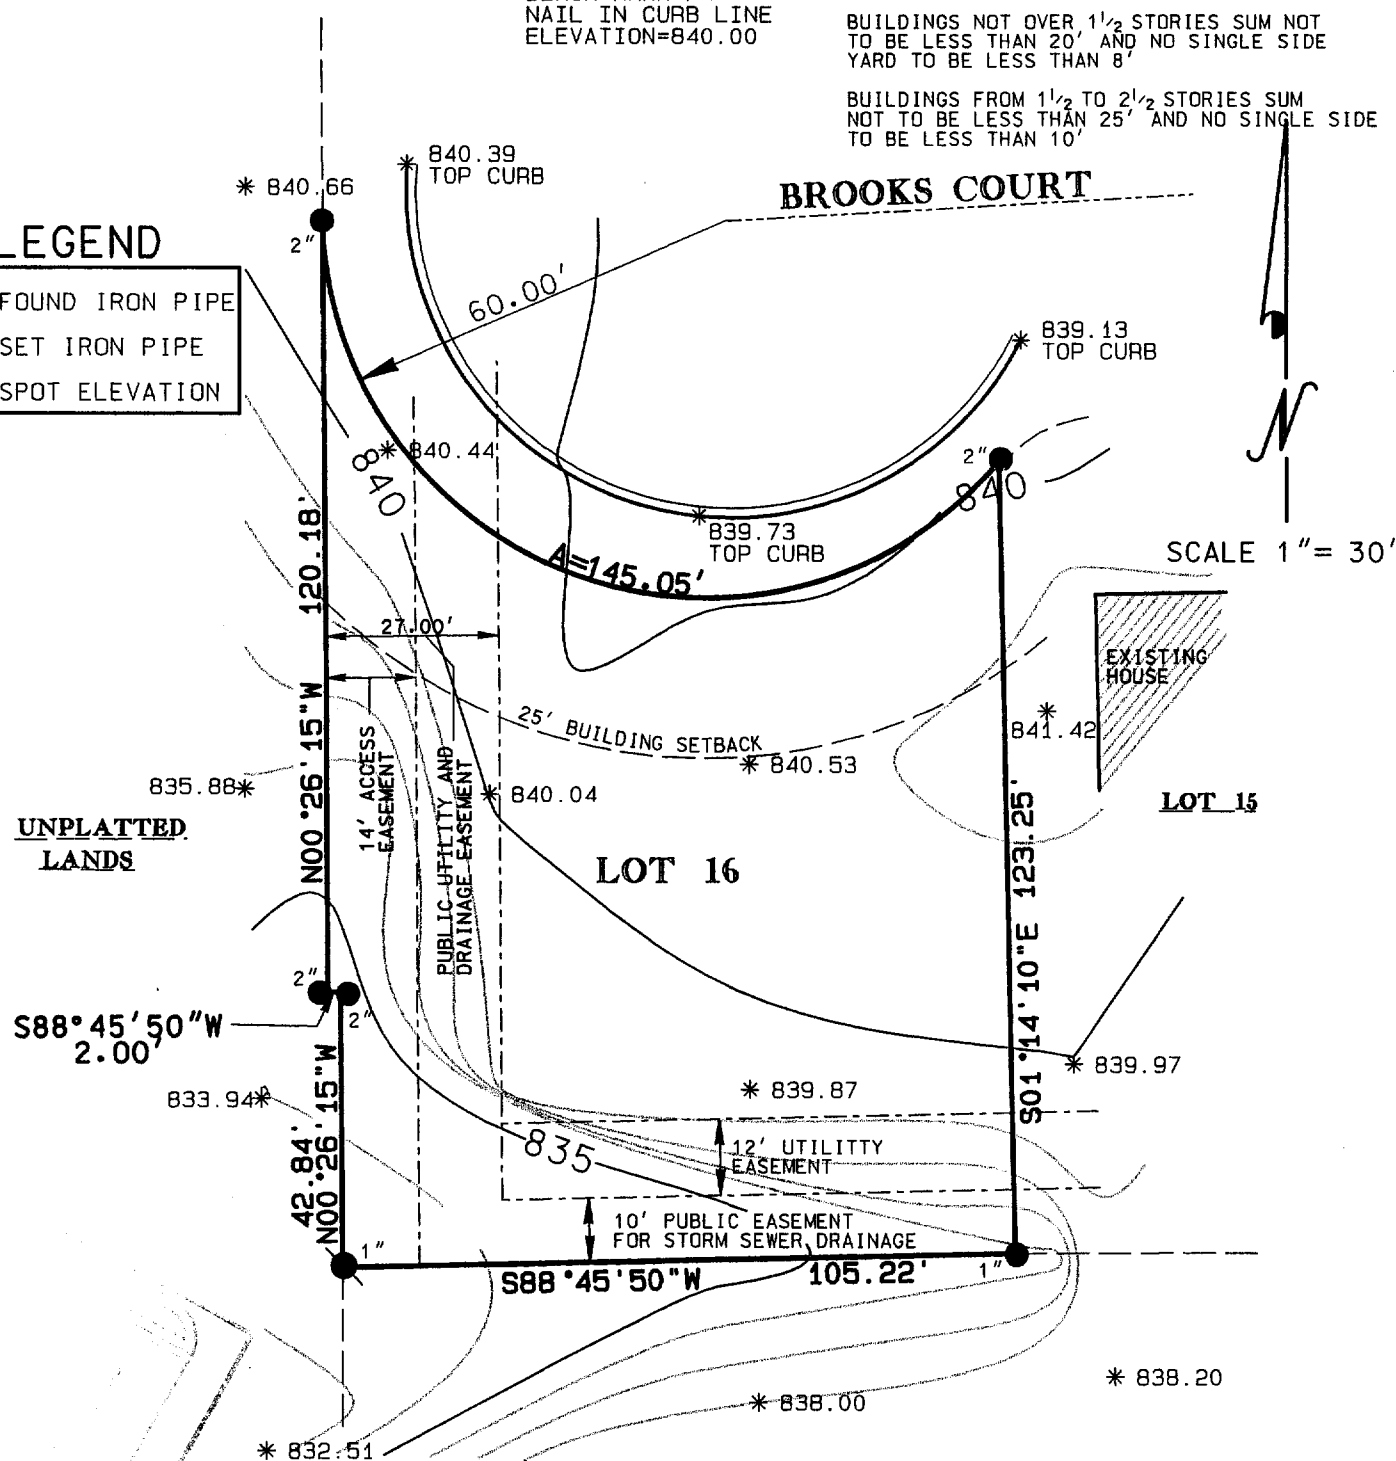 NAIL IN CURB LINE
ELEVATION=840.00
BUILDINGS NOT OVER 1 1/2 STORIES SUM NOT
TO BE LESS THAN 20' AND NO SINGLE SIDE
YARD TO BE LESS THAN 8'
BUILDINGS FROM 1 1/2 TO 2 1/2 STORIES SUM
NOT TO BE LESS THAN 25' AND NO SINGLE SIDE
TO BE LESS THAN 10'
840.39
TOP CURB
840.66
BROOKS COURT
2"
LEGEND
FOUND IRON PIPE
SET IRON PIPE
SPOT ELEVATION
60.00'
839.13
TOP CURB
N
SCALE 1"= 30'
840.44
840
2"
840
839.73
TOP CURB
A=145.05'
N00°26'15"W 120.18'
27.00'
EXISTING
HOUSE
25' BUILDING SETBACK
841.42
840.53
835.88
14' ACCESS
EASEMENT
PUBLIC UTILITY AND
DRAINAGE EASEMENT
840.04
LOT 15
UNPLATTED
LANDS
LOT 16
S01°14'10"E 123.25'
2"
2"
S88°45'50"W
2.00'
839.97
833.94
839.87
42.84'
N00°26'15"W
835
12' UTILITTY
EASEMENT
10' PUBLIC EASEMENT
FOR STORM SEWER DRAINAGE
1"
S88°45'50"W 105.22'
1"
838.20
838.00
832.51